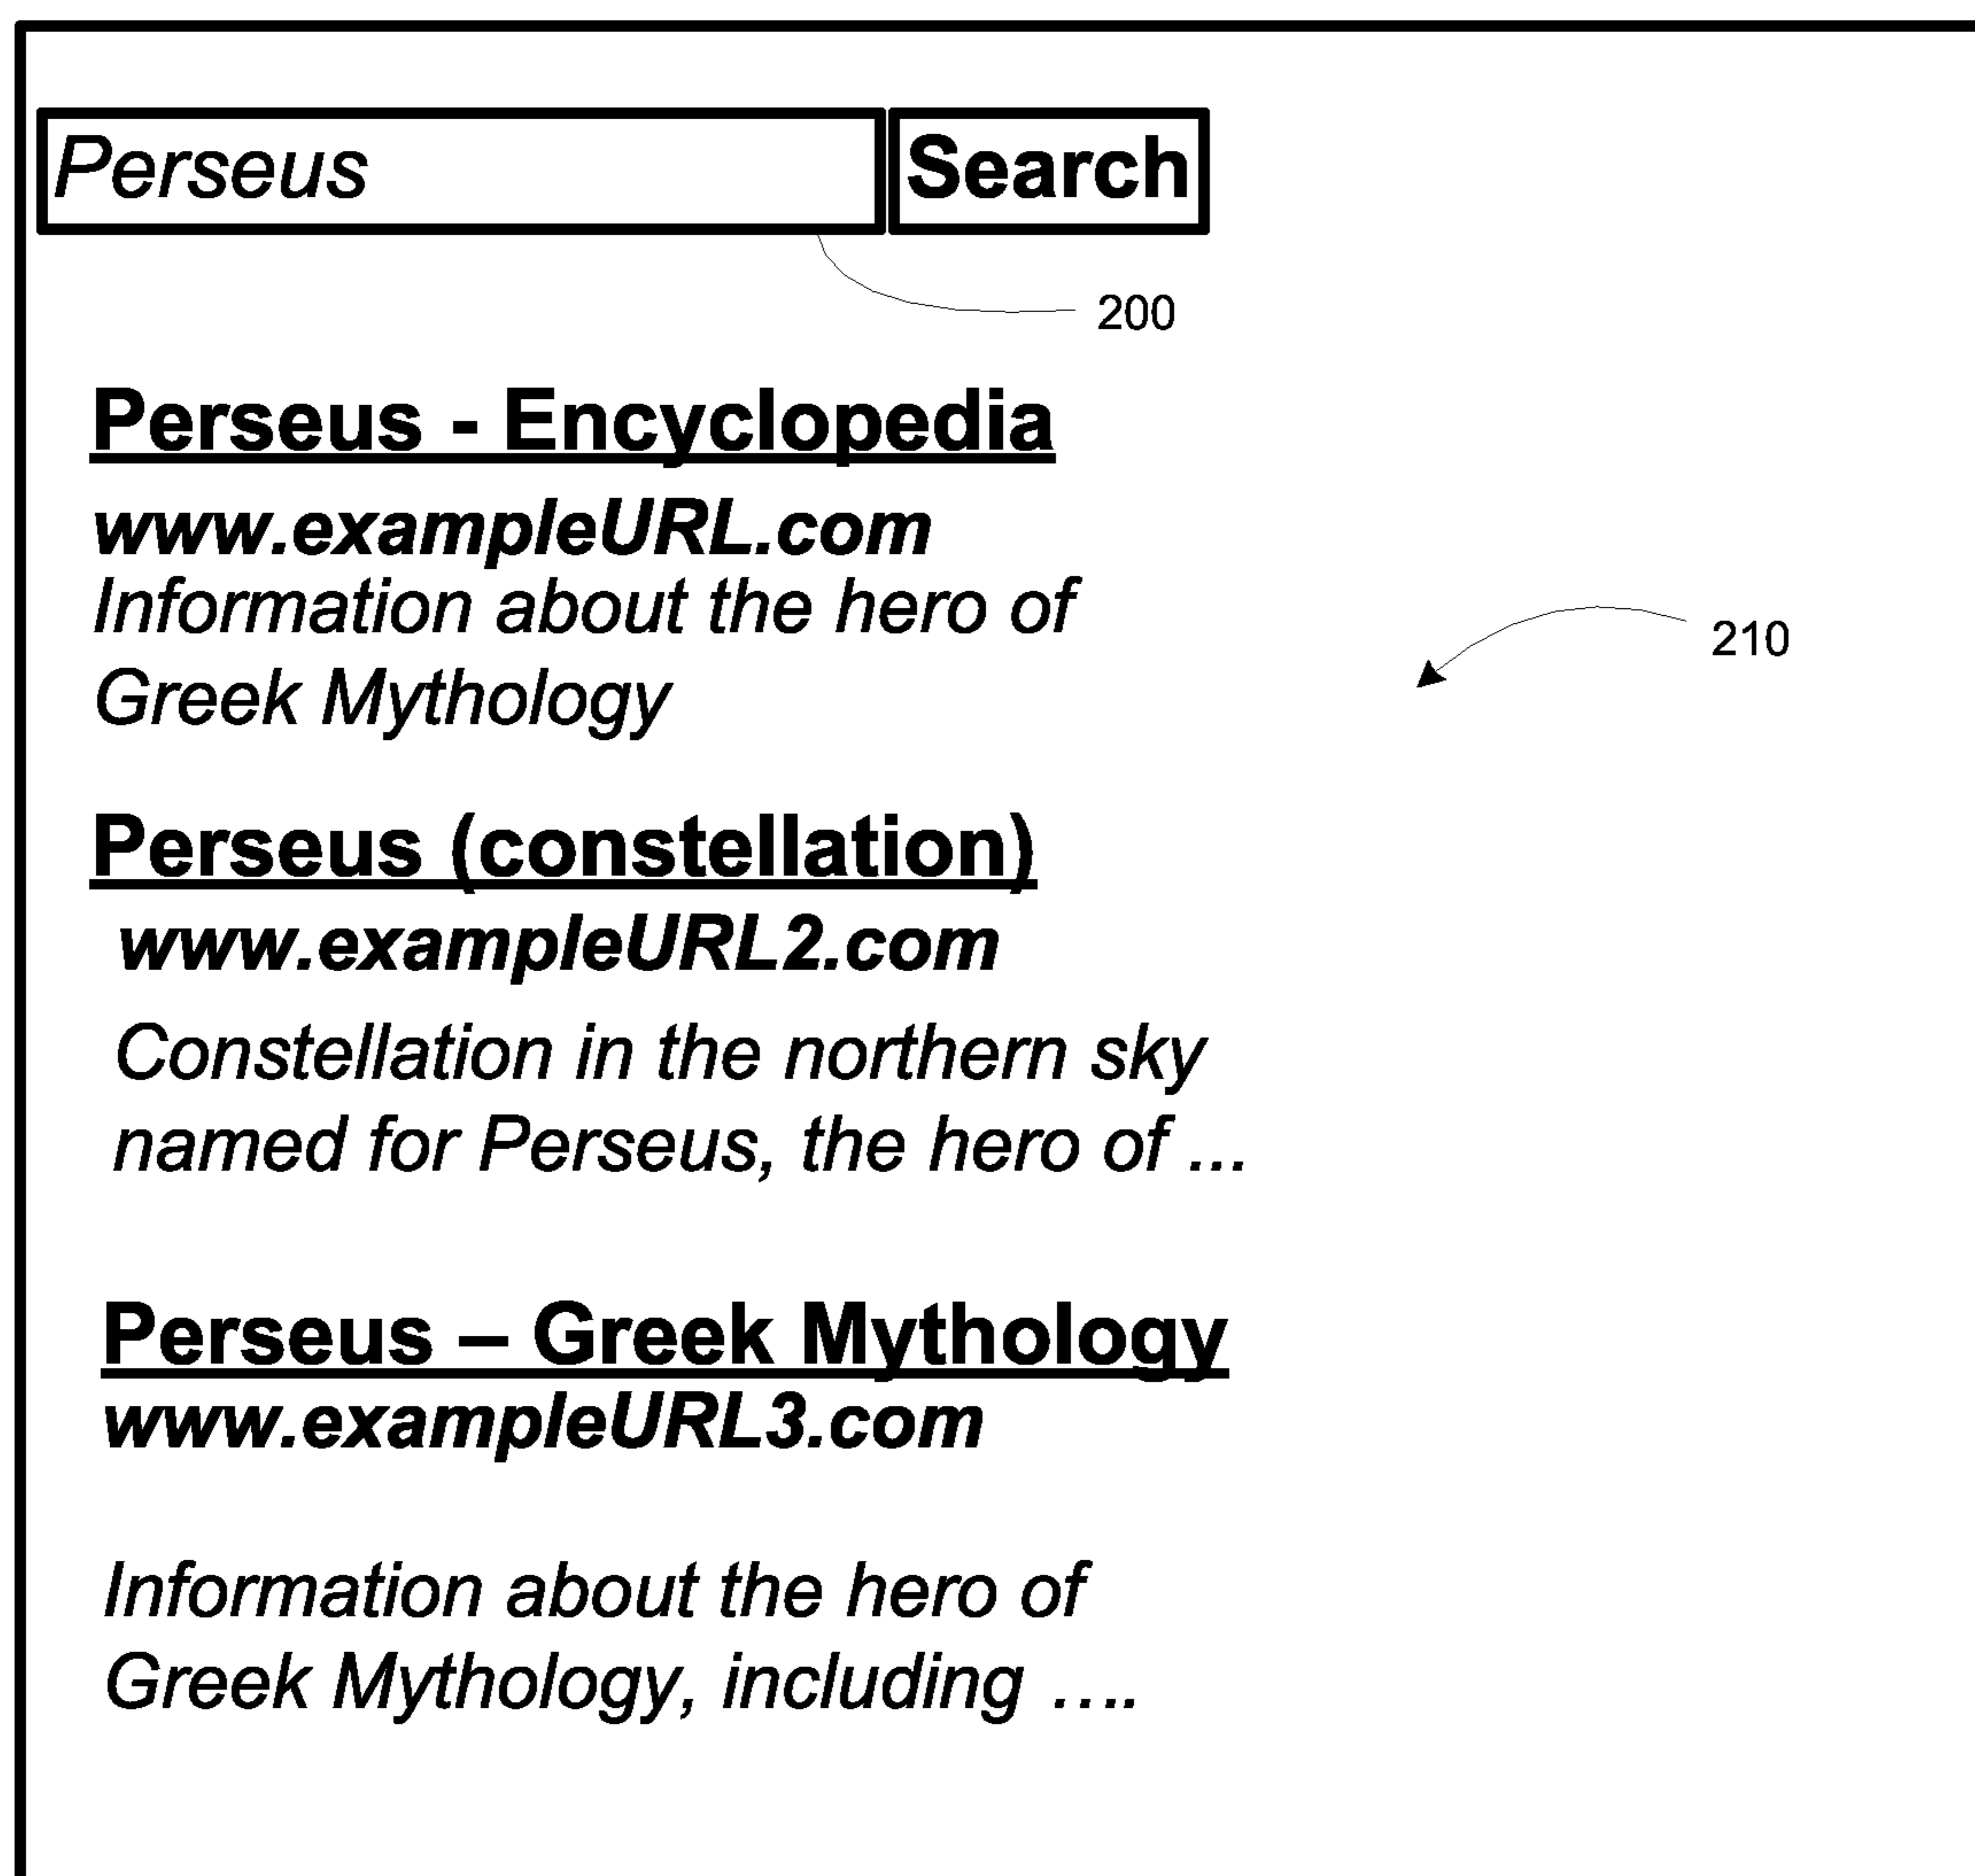 Perseus Search
200
Perseus - Encyclopedia
www.exampleURL.com
Information about the hero of
210
Greek Mythology
Perseus (constellation)
www.exampleURL2.com
Constellation in the northern sky
named for Perseus, the hero of ...
Perseus – Greek Mythology
www.exampleURL3.com
Information about the hero of
Greek Mythology, including ....